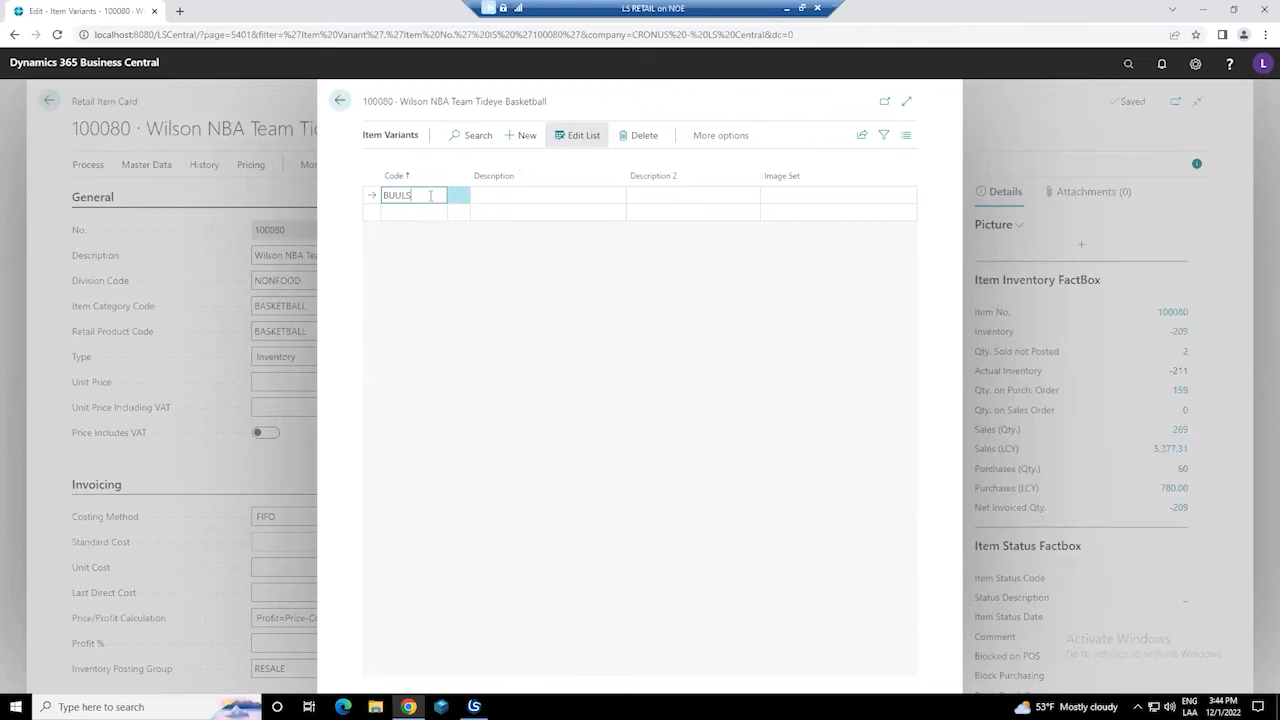 Edit - Item Variants - 100080 ·
LS RETAIL on NOE
localhost:8080/LSCentral/?page=5401&filter=%27Item%20Variant%27.%27Item%20No.%27%20IS%20%27100080%27&company=CRONUS%20-%20LS%20Central&dc=0
Dynamics 365 Business Central
L
Retail Item Card
100080 · Wilson NBA Team Tideye Basketball
Saved
100080 · Wilson NBA Team Tid
Item Variants
Search
New
Edit List
Delete
More options
Process
Master Data
History
Pricing
Code ↑
Description
Description 2
Image Set
BUULS
General
No.
100080
Description
Wilson NBA Tea
Division Code
NONFOOD
Item Category Code
BASKETBALL
Retail Product Code
BASKETBALL
Type
Inventory
Unit Price
Unit Price Including VAT
Price Includes VAT
Invoicing
Costing Method
FIFO
Standard Cost
Unit Cost
Last Direct Cost
Price/Profit Calculation
Profit=Price-Co
Profit %
Inventory Posting Group
RESALE
Details
Attachments (0)
Picture
Item Inventory FactBox
Item No.
100080
Inventory
-209
Qty. Sold not Posted
2
Actual Inventory
-211
Qty. on Purch. Order
159
Qty. on Sales Order
0
Sales (Qty.)
269
Sales (LCY)
5.377.31
Purchases (Qty.)
60
Purchases (LCY)
780.00
Net Invoiced Qty.
-209
Item Status Factbox
Item Status Code
Status Description
Item Status Date
Comment
Blocked on POS
Block Purchasing
Activate Windows
Go to Settings to activate Windows.
Type here to search
53°F Mostly cloudy
ENG
LAA
3:44 PM
12/1/2022